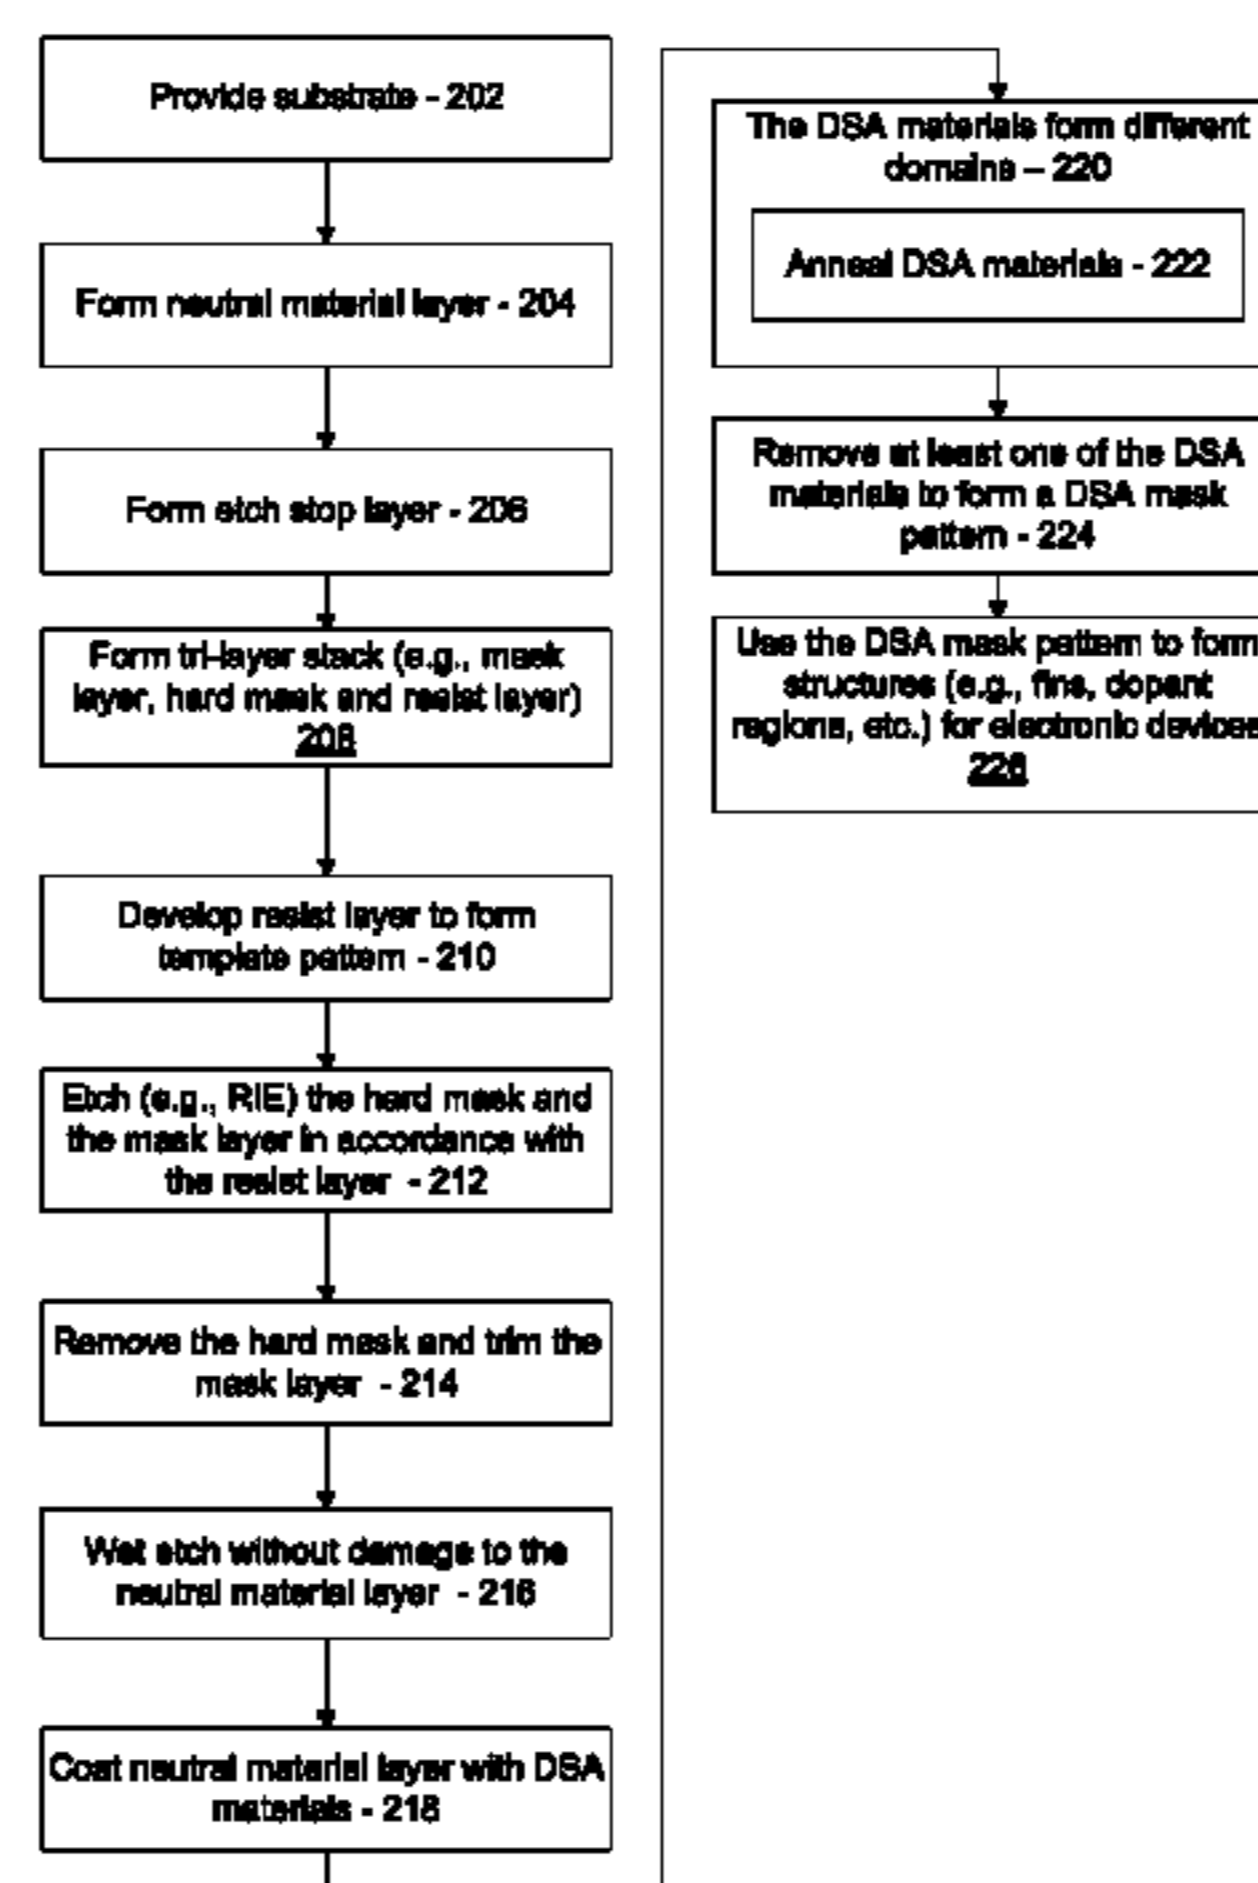 Provide substrate - 202
Form neutral material layer - 204
Form etch stop layer - 206
Form tri-layer stack (e.g., mask
layer, hard mask and resist layer)
208
Develop resist layer to form
template pattern - 210
Etch (e.g., RIE) the hard mask and
the mask layer in accordance with
the resist layer - 212
Remove the hard mask and trim the
mask layer - 214
Wet etch without damage to the
neutral material layer - 216
Coat neutral material layer with DSA
materials - 218
The DSA materials form different
domains – 220
Anneal DSA materials - 222
Remove at least one of the DSA
materials to form a DSA mask
pattern - 224
Use the DSA mask pattern to form
structures (e.g., fins, dopant
regions, etc.) for electronic devices
226